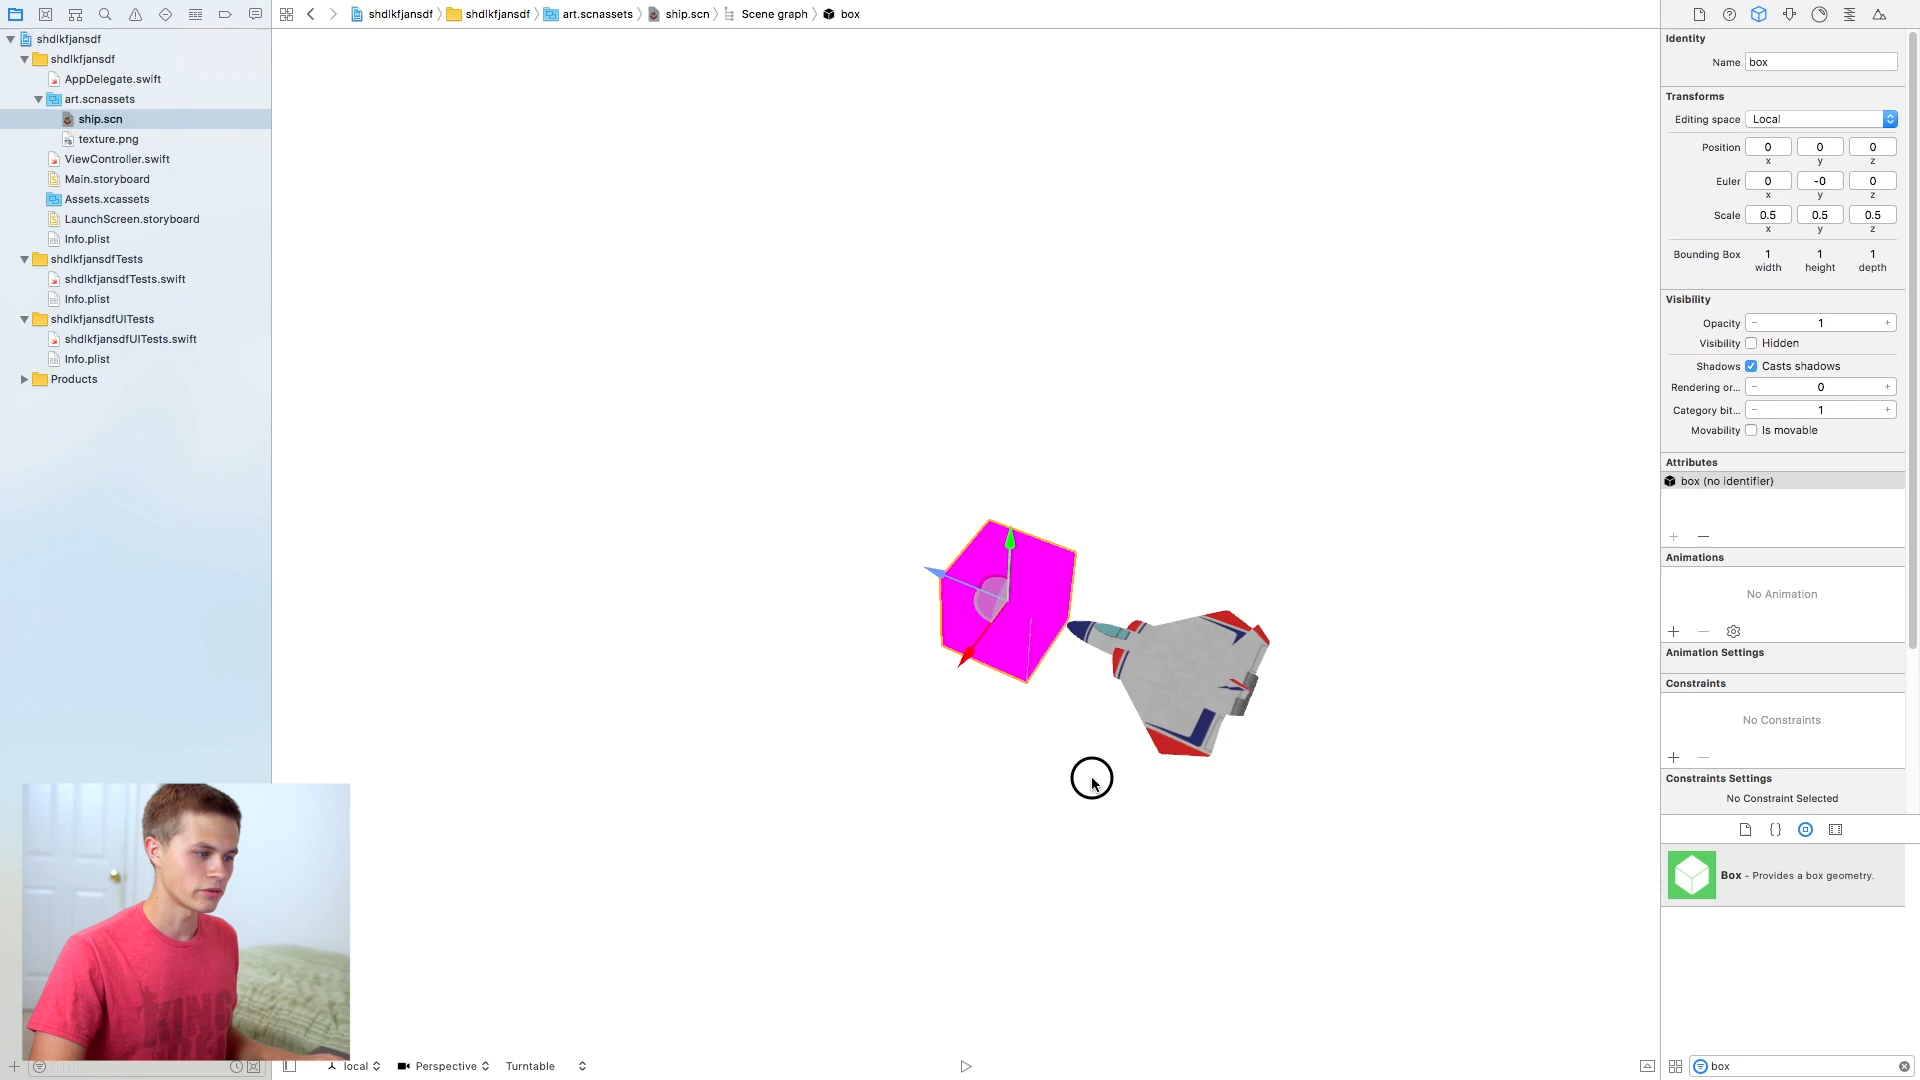 shdlkfjansdf
shdlkfjansdf
AppDelegate.swift
art.scnassets
ship.scn
texture.png
ViewController.swift
Main.storyboard
Assets.xcassets
LaunchScreen.storyboard
Info.plist
shdlkfjansdfTests
shdlkfjansdfTests.swift
Info.plist
shdlkfjansdfUITests
shdlkfjansdfUITests.swift
Info.plist
Products
shdlkfjansdf shdlkfjansdf art.scnassets ship.scn Scene graph box
local Perspective Turntable
Identity
Name box
Transforms
Editing space Local
Position 0 0 0
x y z
Euler 0 -0 0
x y z
Scale 0.5 0.5 0.5
x y z
Bounding Box 1 1 1
width height depth
Visibility
Opacity − 1 +
Visibility Hidden
Shadows Casts shadows
Rendering or... − 0 +
Category bit... − 1 +
Movability Is movable
Attributes
box (no identifier)
Animations
No Animation
Animation Settings
Constraints
No Constraints
Constraints Settings
No Constraint Selected
{}
Box - Provides a box geometry.
box